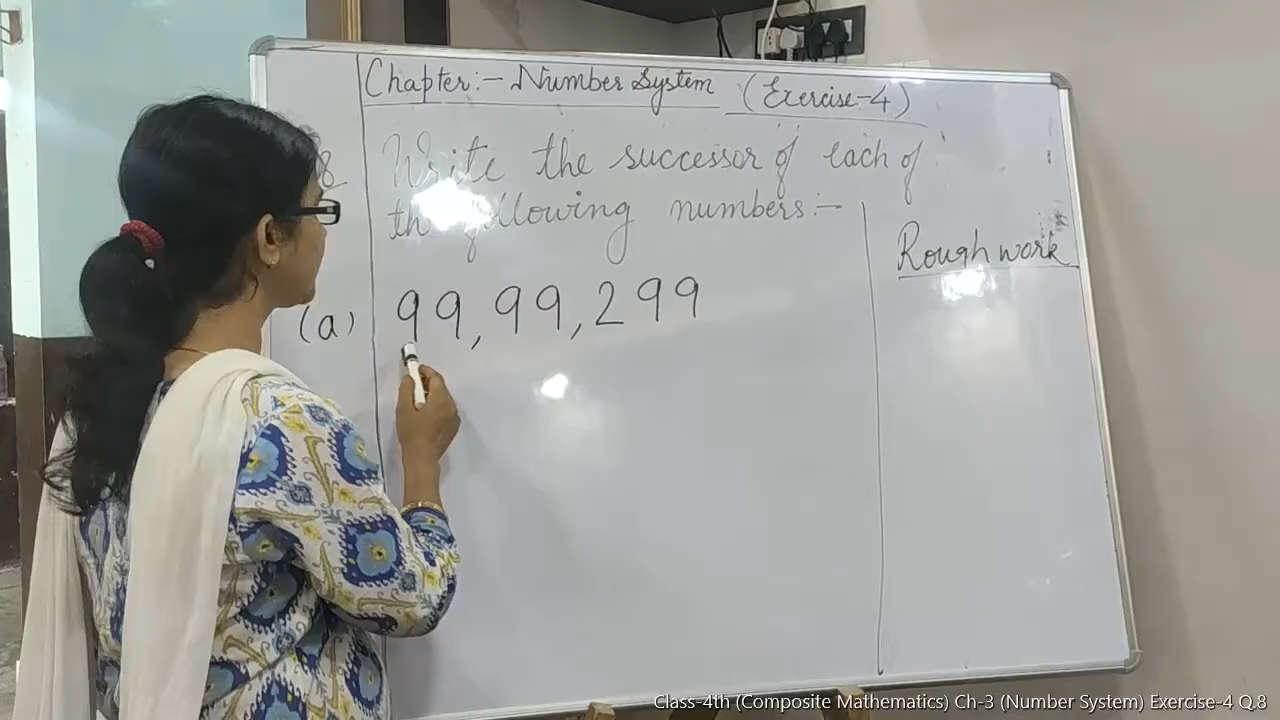 Chapter:- Number System (Exercise-4)
8 Write the successor of each of
the following numbers:-
Rough work
(a) 99,99,299
Class-4th (Composite Mathematics) Ch-3 (Number System) Exercise-4 Q.8